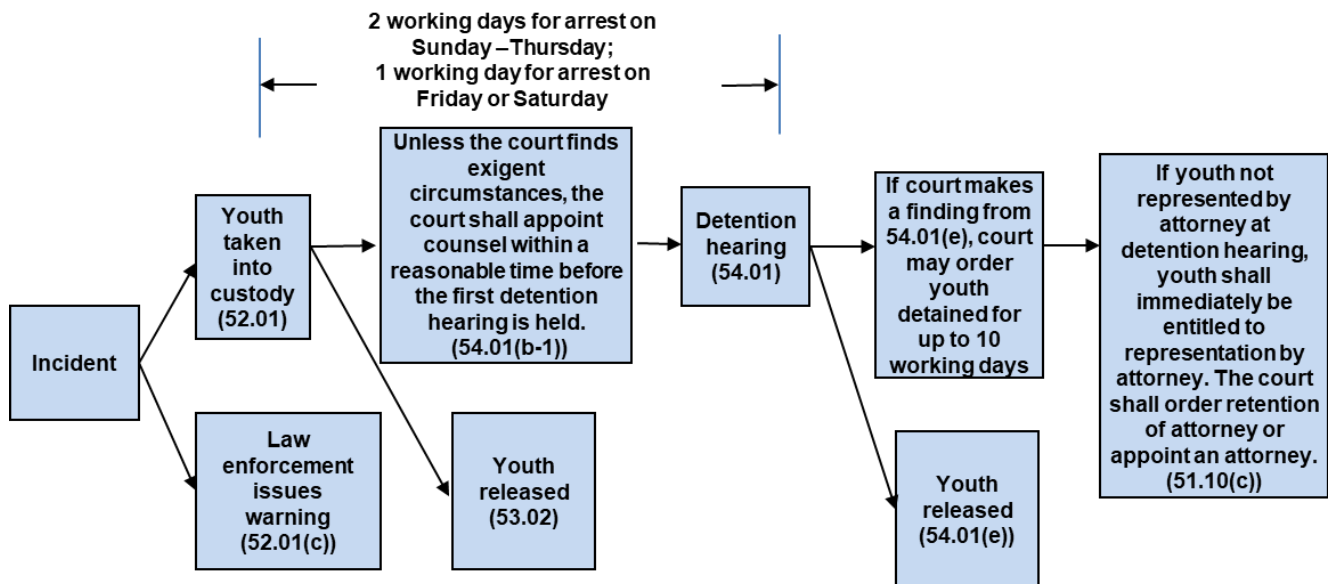 2 working days for arrest on
Sunday –Thursday;
1 working day for arrest on
Friday or Saturday
Incident
Youth
taken
into
custody
(52.01)
Law
enforcement
issues
warning
(52.01(c))
Unless the court finds
exigent
circumstances, the
court shall appoint
counsel within a
reasonable time before
the first detention
hearing is held.
(54.01(b-1))
Youth
released
(53.02)
Detention
hearing
(54.01)
If court makes
a finding from
54.01(e), court
may order
youth
detained for
up to 10
working days
Youth
released
(54.01(e))
If youth not
represented by
attorney at
detention hearing,
youth shall
immediately be
entitled to
representation by
attorney. The court
shall order retention
of attorney or
appoint an attorney.
(51.10(c))